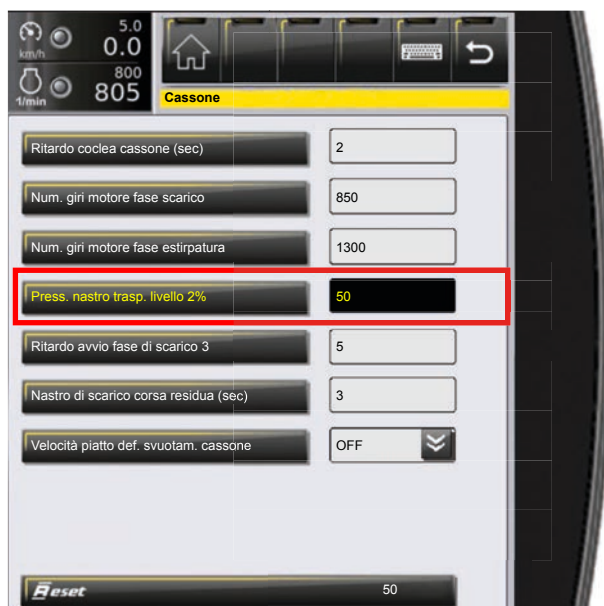 5.0
km/h 0.0
800
1/min 805
Cassone
Ritardo coclea cassone (sec) 2
Num. giri motore fase scarico 850
Num. giri motore fase estirpatura 1300
Press. nastro trasp. livello 2% 50
Ritardo avvio fase di scarico 3 5
Nastro di scarico corsa residua (sec) 3
Velocità piatto def. svuotam. cassone OFF
Reset 50